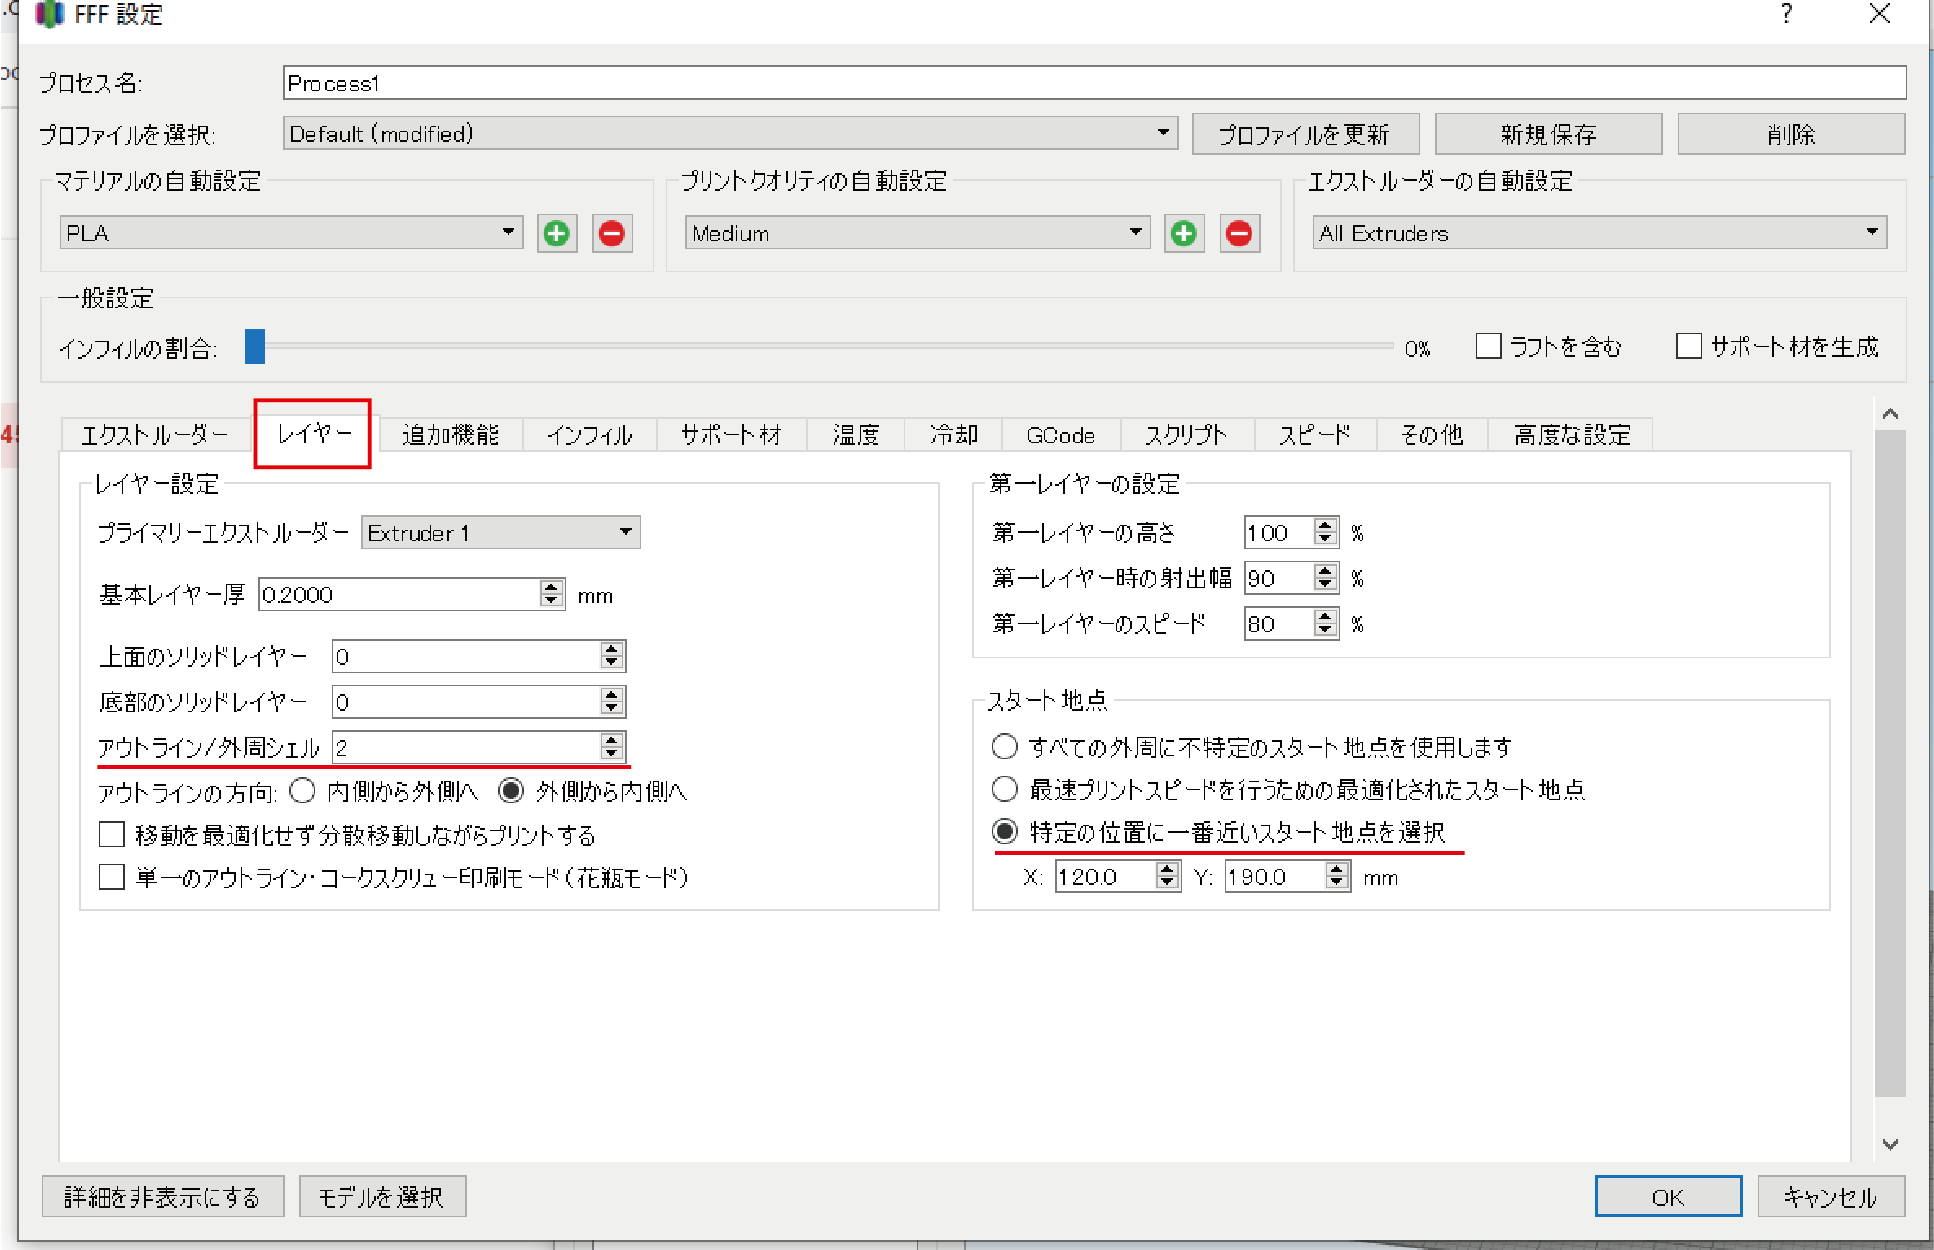 FFF 設定
?
プロセス名: Process1
プロファイルを選択: Default (modified) プロファイルを更新 新規保存 削除
マテリアルの自動設定 プリントクオリティの自動設定 エクストルーダーの自動設定
PLA Medium All Extruders
一般設定
インフィルの割合: 0% ラフトを含む サポート材を生成
エクストルーダー レイヤー 追加機能 インフィル サポート材 温度 冷却 GCode スクリプト スピード その他 高度な設定
レイヤー設定
プライマリーエクストルーダー Extruder 1
基本レイヤー厚 0.2000 mm
上面のソリッドレイヤー 0
底部のソリッドレイヤー 0
アウトライン/外周シェル 2
アウトラインの方向: 内側から外側へ 外側から内側へ
移動を最適化せず分散移動しながらプリントする
単一のアウトライン・コークスクリュー印刷モード(花瓶モード)
第一レイヤーの設定
第一レイヤーの高さ 100 %
第一レイヤー時の射出幅 90 %
第一レイヤーのスピード 80 %
スタート地点
すべての外周に不特定のスタート地点を使用します
最速プリントスピードを行うための最適化されたスタート地点
特定の位置に一番近いスタート地点を選択
X: 120.0 Y: 190.0 mm
詳細を非表示にする モデルを選択 OK キャンセル